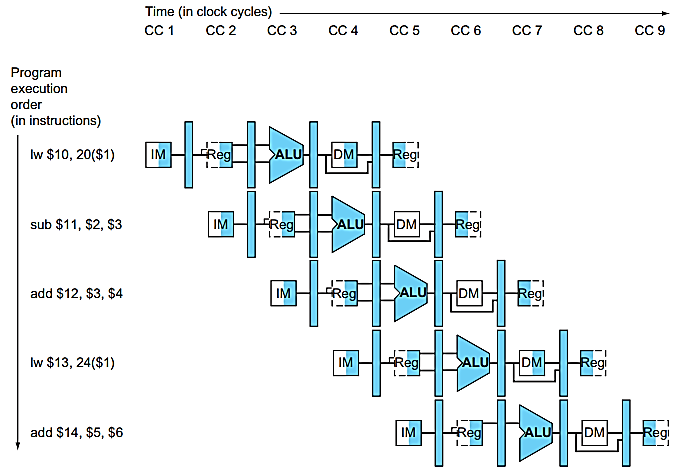 Time (in clock cycles)
CC 1 CC 2 CC 3 CC 4 CC 5 CC 6 CC 7 CC 8 CC 9
Program
execution
order
(in instructions)
lw $10, 20($1) IM Reg ALU DM Reg
sub $11, $2, $3 IM Reg ALU DM Reg
add $12, $3, $4 IM Reg ALU DM Reg
lw $13, 24($1) IM Reg ALU DM Reg
add $14, $5, $6 IM Reg ALU DM Reg